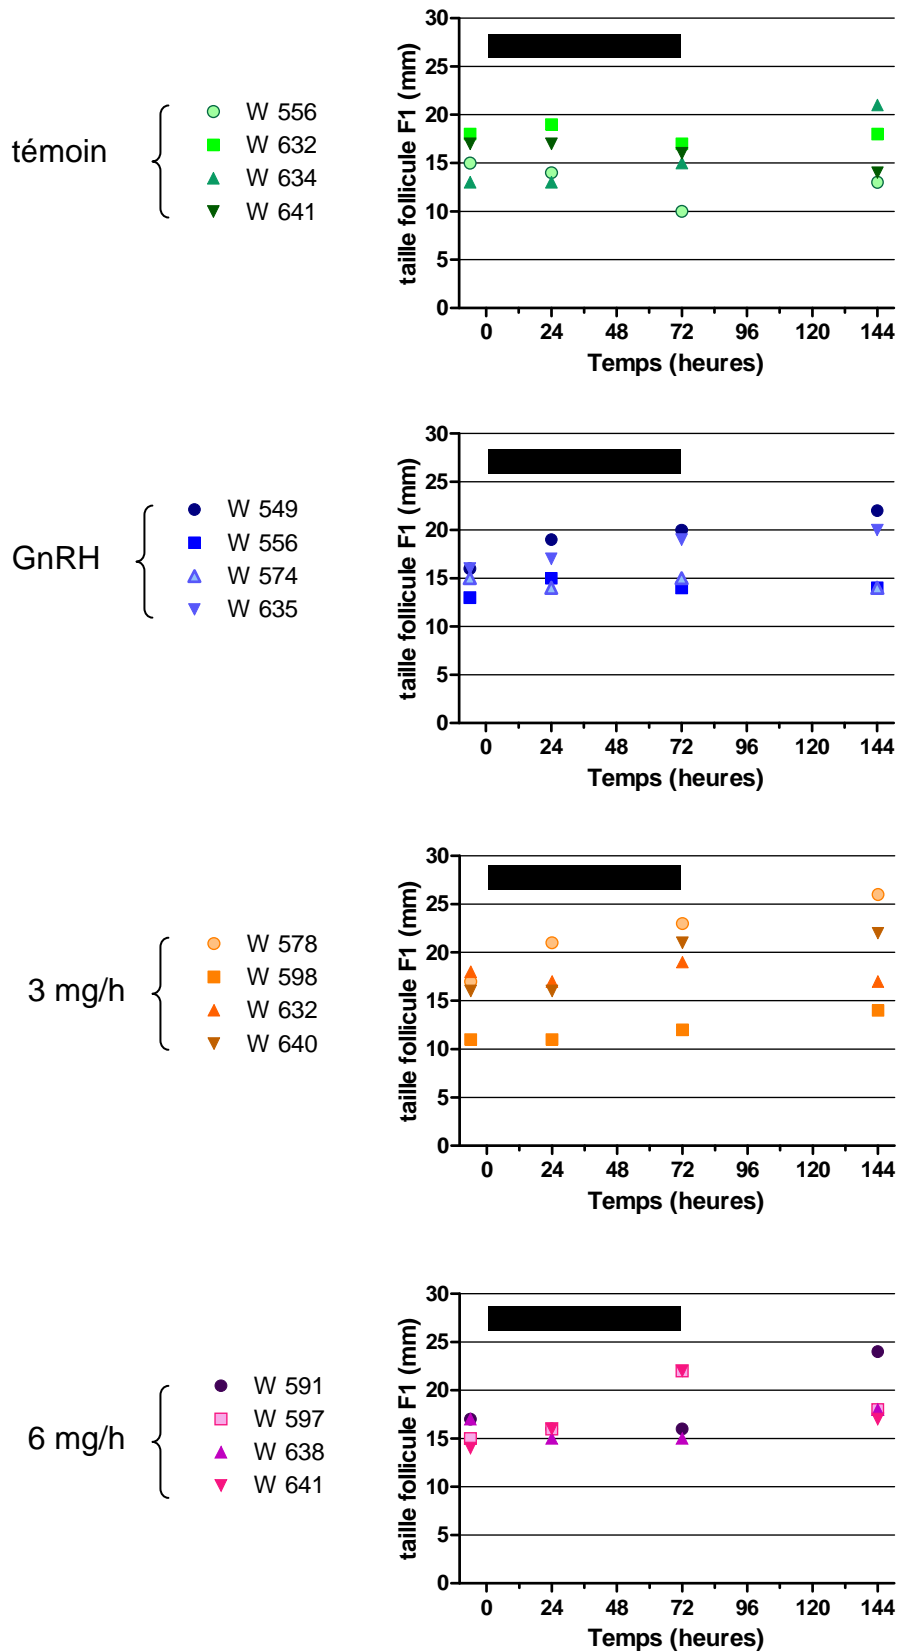 témoin
W 556
W 632
W 634
W 641
taille follicule F1 (mm)
30
25
20
15
10
5
0
0 24 48 72 96 120 144
Temps (heures)
GnRH
W 549
W 556
W 574
W 635
taille follicule F1 (mm)
30
25
20
15
10
5
0
0 24 48 72 96 120 144
Temps (heures)
3 mg/h
W 578
W 598
W 632
W 640
taille follicule F1 (mm)
30
25
20
15
10
5
0
0 24 48 72 96 120 144
Temps (heures)
6 mg/h
W 591
W 597
W 638
W 641
taille follicule F1 (mm)
30
25
20
15
10
5
0
0 24 48 72 96 120 144
Temps (heures)